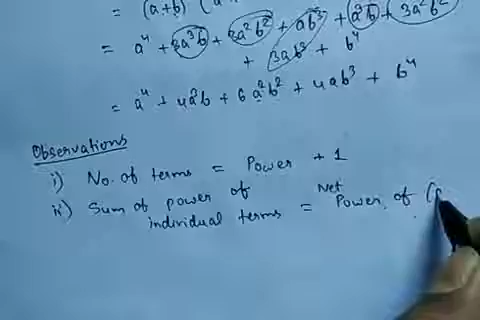 = (a+b) (a
= a⁴ + 3a³b + 3a²b² + ab³ + a³b + 3a²b²
+ 3ab³ + b⁴
= a⁴ + 4a³b + 6a²b² + 4ab³ + b⁴
Observations
i) No. of terms = Power + 1
ii) Sum of power of
individual terms = Net Power of (